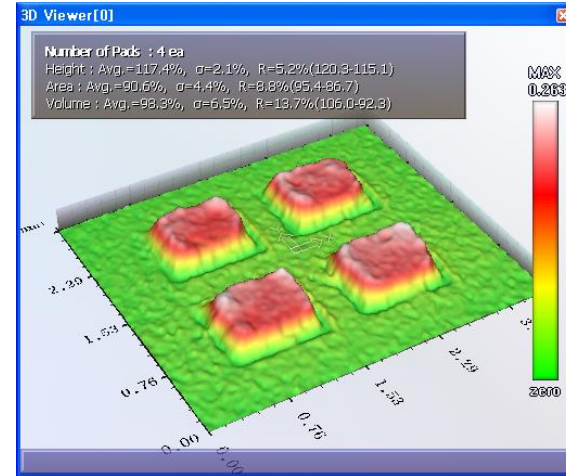 3D Viewer[0]
Number of Pads : 4 ea
Height : Avg.=117.4%, σ=2.1%, R=5.2%(120.3-115.1)
Area : Avg.=90.6%, σ=4.4%, R=8.8%(95.4-86.7)
Volume : Avg.=98.3%, σ=6.5%, R=13.7%(106.0-92.3)
MAX
0.263
2.29
1.53
0.76
0.00
0.00
0.76
1.53
2.29
zero